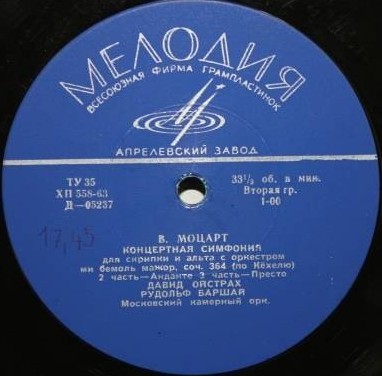 МЕЛОДИЯ
ВСЕСОЮЗНАЯ ФИРМА ГРАМПЛАСТИНОК
АПРЕЛЕВСКИЙ ЗАВОД
ТУ 35
ХП 558-63
Д—05237
33⅓ об. в мин.
Вторая гр.
1-00
17,45
В. МОЦАРТ
КОНЦЕРТНАЯ СИМФОНИЯ
для скрипки и альта с оркестром
ми бемоль мажор, соч. 364 (по Кёхелю)
2 часть—Анданте 3 часть—Престо
ДАВИД ОЙСТРАХ
РУДОЛЬФ БАРШАЙ
Московский камерный орк.